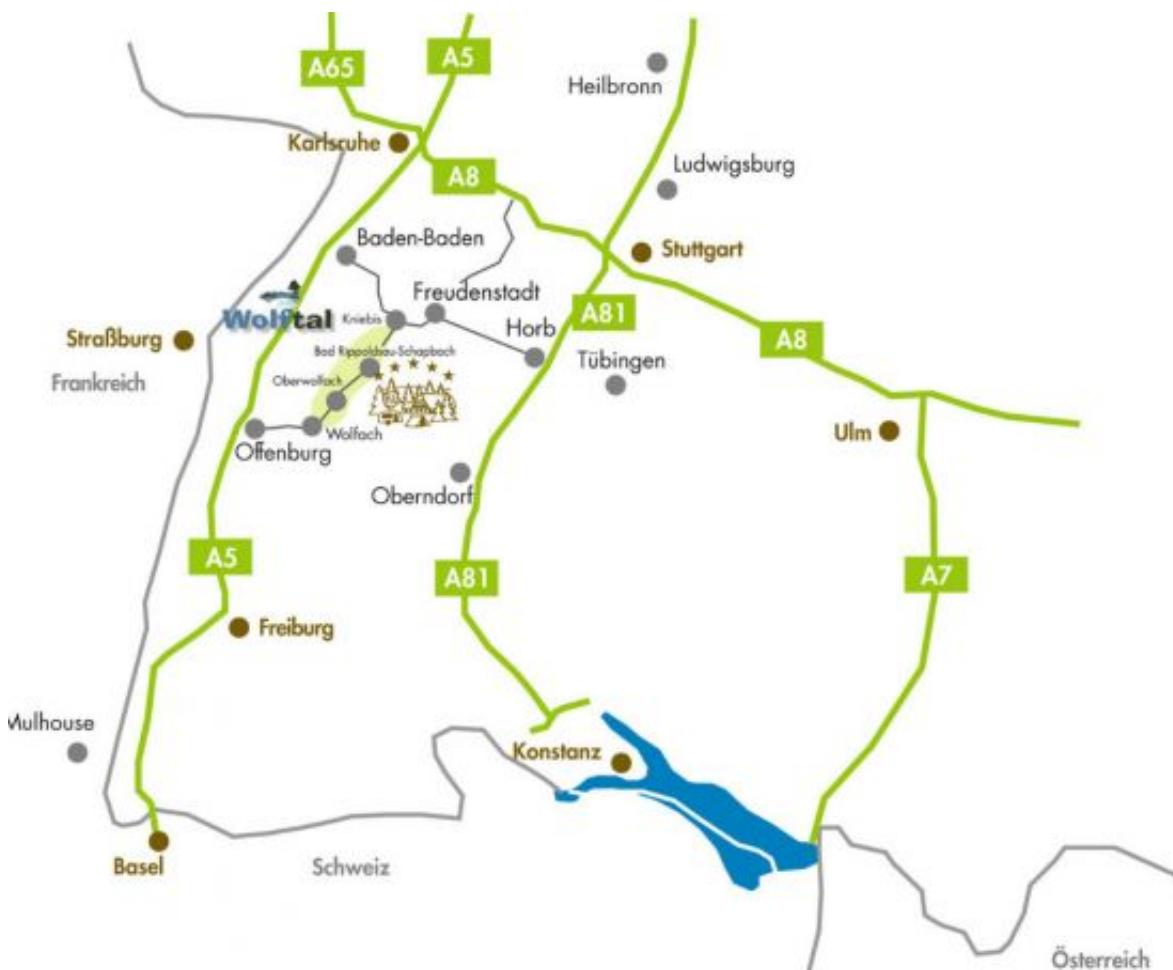 A65
A5
Heilbronn
Karlsruhe
A8
Ludwigsburg
Baden-Baden
Stuttgart
Freudenstadt
Wolftal
Kniebis
A81
Straßburg
Horb
A8
Bad Rippoldsau-Schapbach
Tübingen
Frankreich
Oberwolfach
Wolfach
Ulm
Offenburg
Oberndorf
A5
A81
A7
Freiburg
Mulhouse
Konstanz
Basel
Schweiz
Österreich